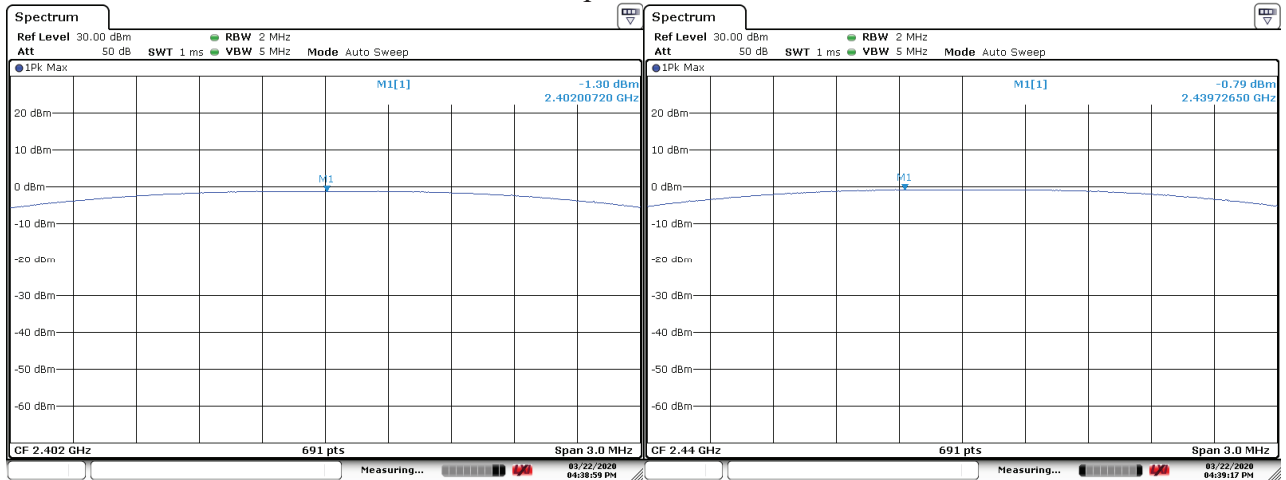 Spectrum
Ref Level 30.00 dBm RBW 2 MHz
Att 50 dB SWT 1 ms VBW 5 MHz Mode Auto Sweep
1Pk Max
M1[1] -1.30 dBm
2.40200720 GHz
20 dBm
10 dBm
M1
0 dBm
-10 dBm
-20 dBm
-30 dBm
-40 dBm
-50 dBm
-60 dBm
CF 2.402 GHz 691 pts Span 3.0 MHz
Measuring... 03/22/2020
04:38:59 PM
Spectrum
Ref Level 30.00 dBm RBW 2 MHz
Att 50 dB SWT 1 ms VBW 5 MHz Mode Auto Sweep
1Pk Max
M1[1] -0.79 dBm
2.43972650 GHz
20 dBm
10 dBm
M1
0 dBm
-10 dBm
-20 dBm
-30 dBm
-40 dBm
-50 dBm
-60 dBm
CF 2.44 GHz 691 pts Span 3.0 MHz
Measuring... 03/22/2020
04:39:17 PM